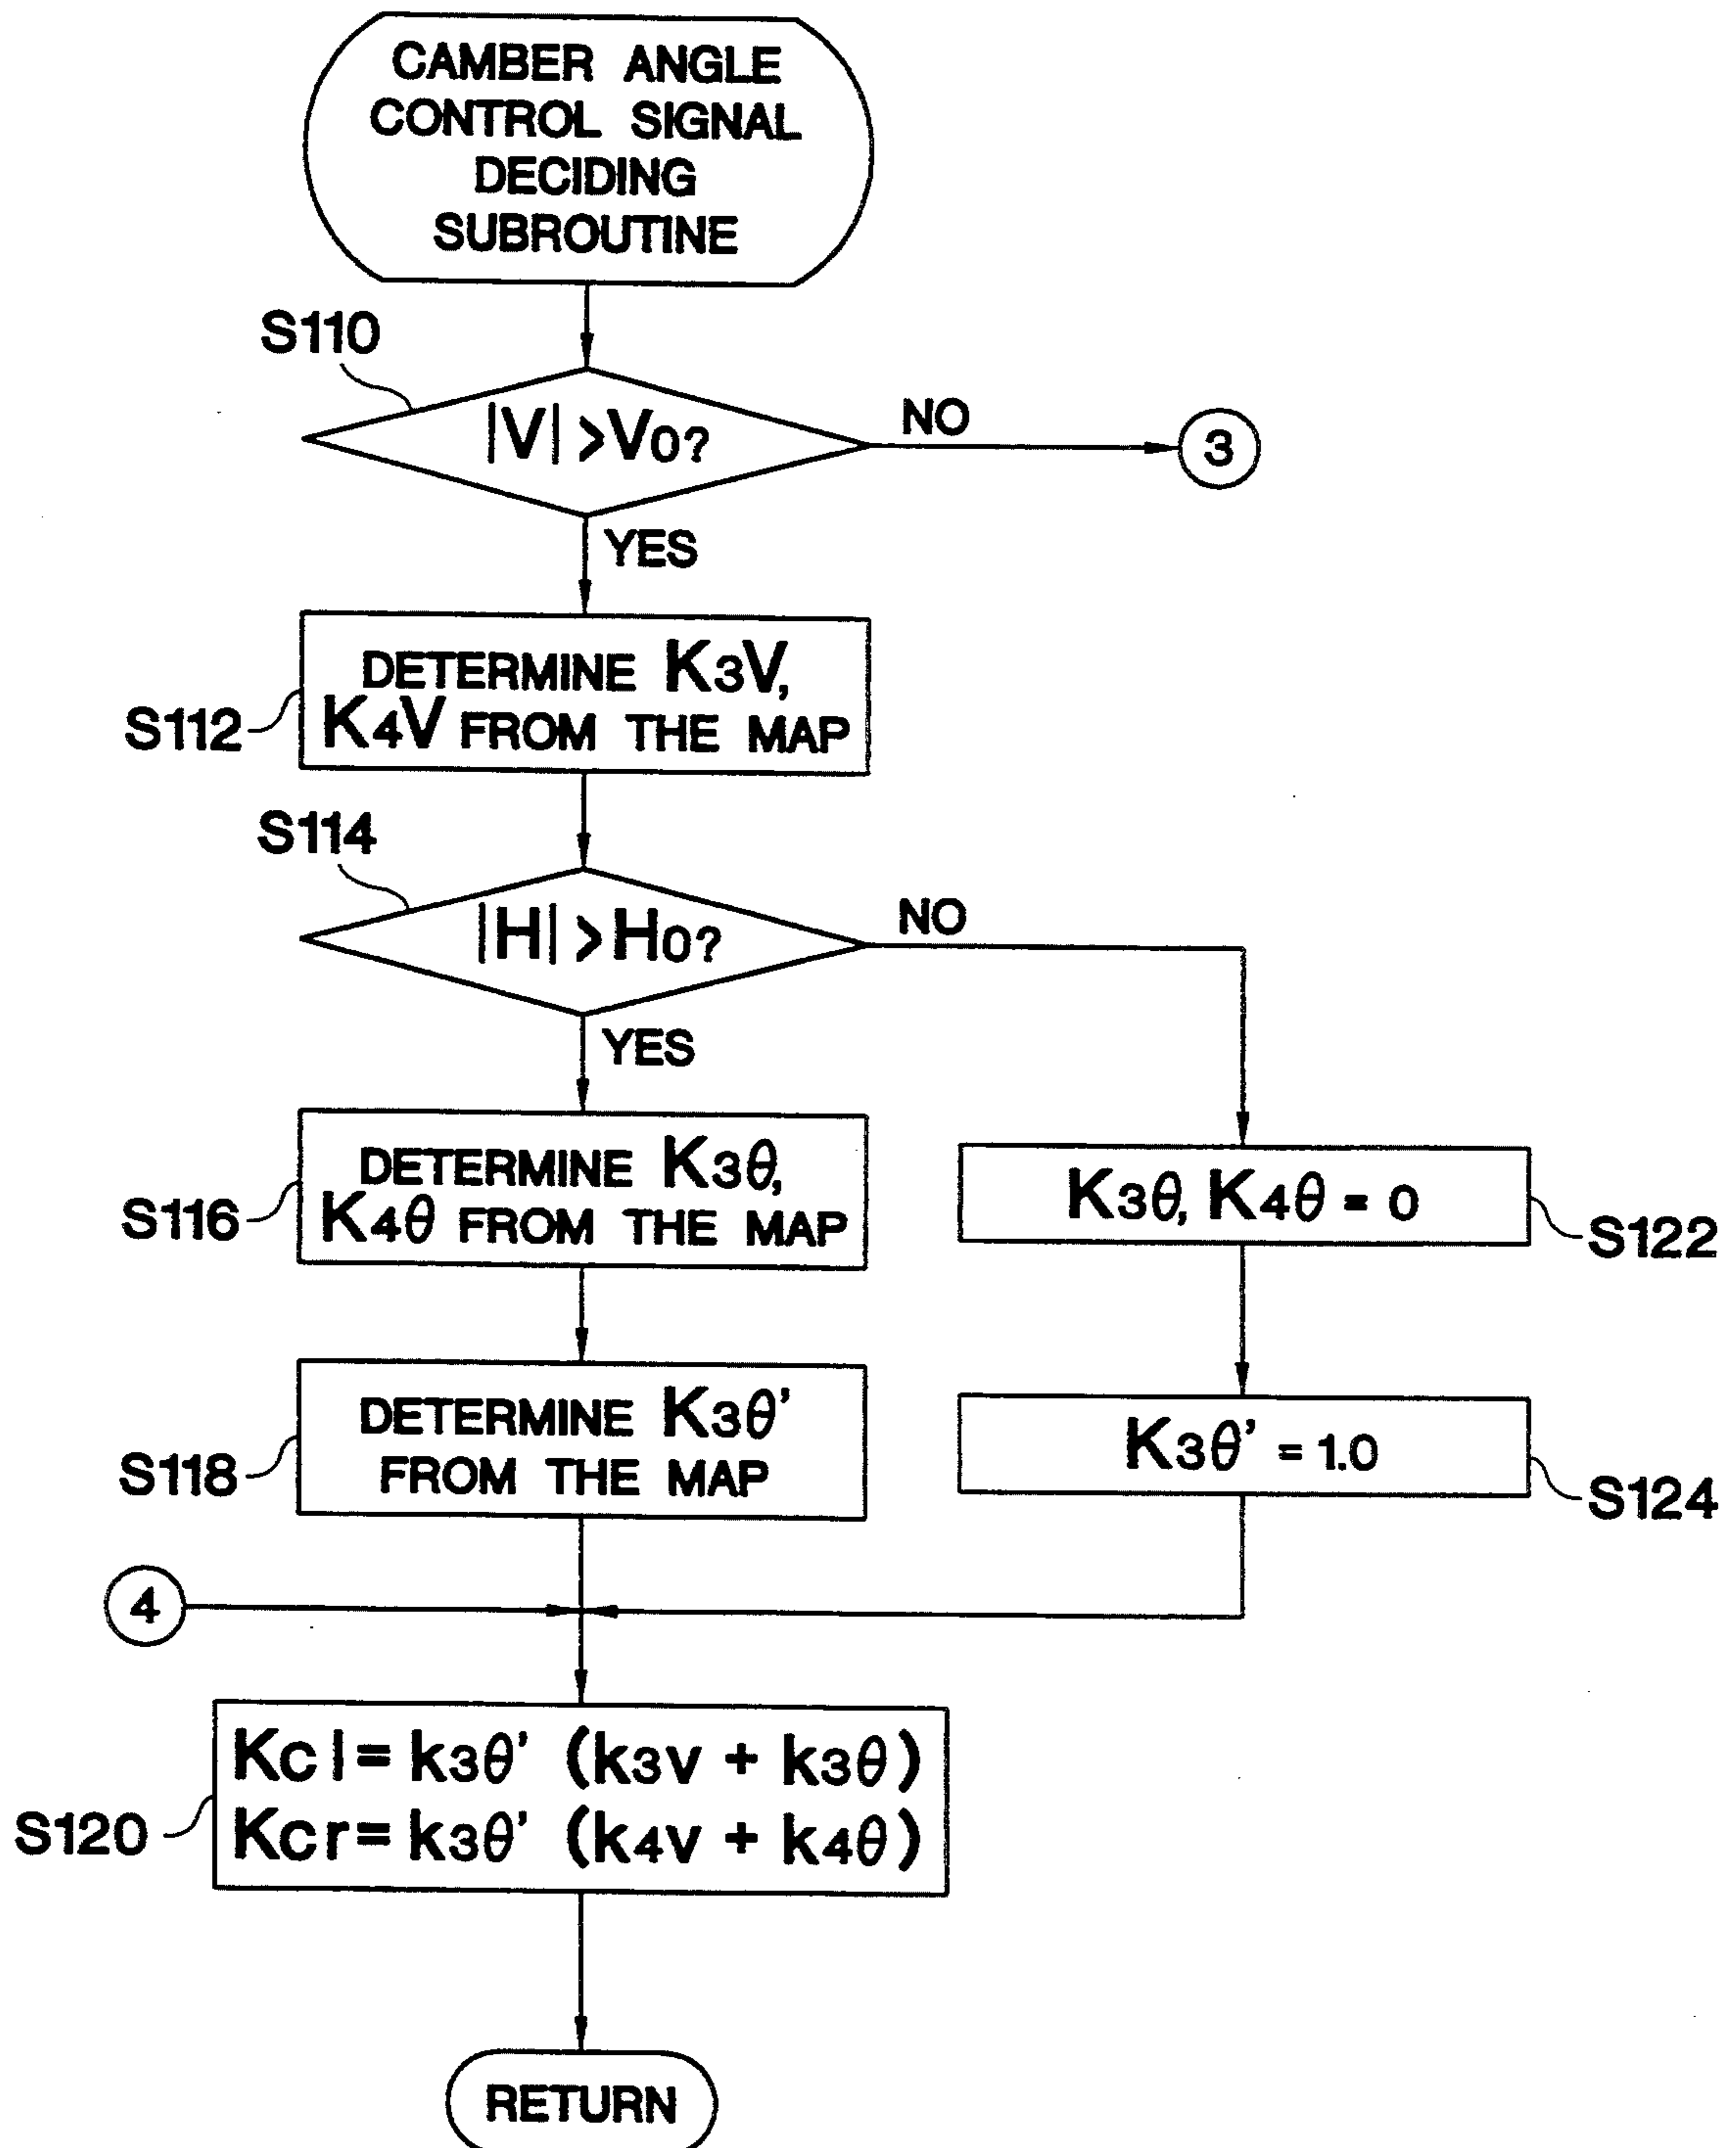 CAMBER ANGLE
CONTROL SIGNAL
DECIDING
SUBROUTINE
S110
|V| > V0?
NO
3
YES
S112
DETERMINE K3V,
K4V FROM THE MAP
S114
|H| > H0?
NO
YES
S116
DETERMINE K3θ,
K4θ FROM THE MAP
K3θ, K4θ = 0
S122
S118
DETERMINE K3θ'
FROM THE MAP
K3θ' = 1.0
S124
4
S120
Kcl = k3θ' (k3v + k3θ)
Kcr = k3θ' (k4v + k4θ)
RETURN